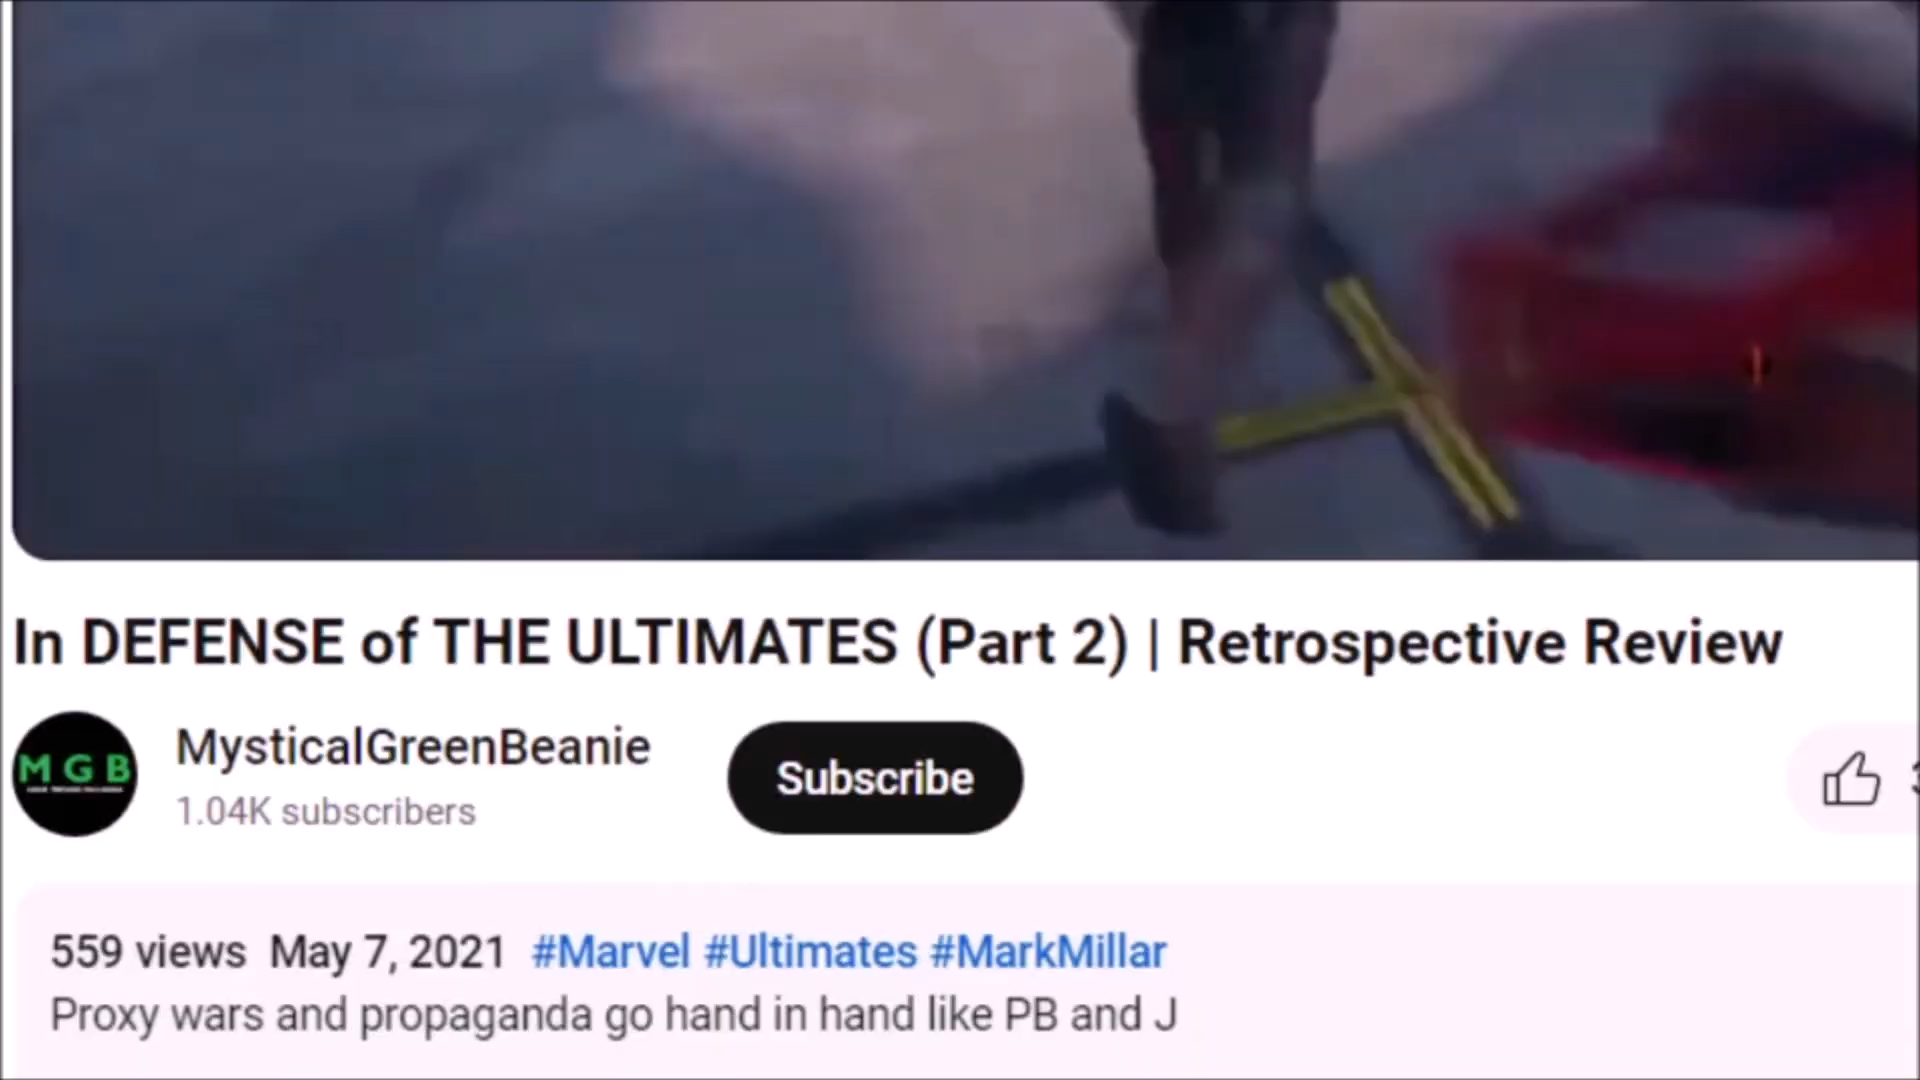 In DEFENSE of THE ULTIMATES (Part 2) | Retrospective Review
MGB
MysticalGreenBeanie
1.04K subscribers
Subscribe
559 views May 7, 2021 #Marvel #Ultimates #MarkMillar
Proxy wars and propaganda go hand in hand like PB and J